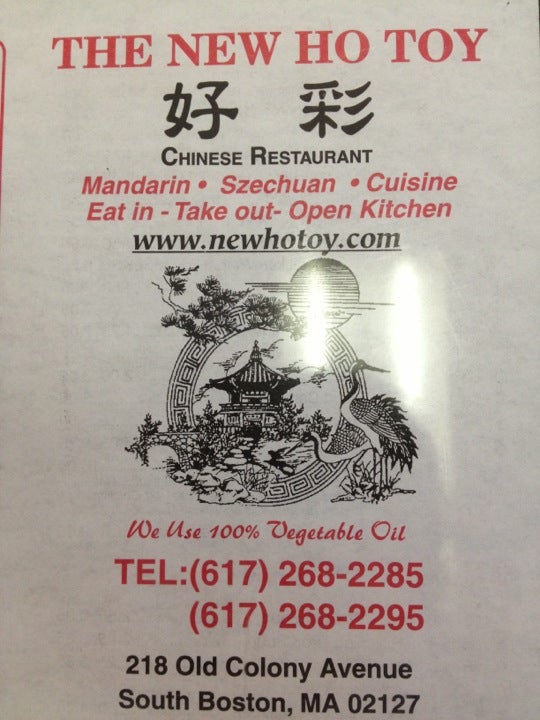 THE NEW HO TOY
好 彩
CHINESE RESTAURANT
Mandarin • Szechuan • Cuisine
Eat in - Take out- Open Kitchen
www.newhotoy.com
We Use 100% Vegetable Oil
TEL:(617) 268-2285
(617) 268-2295
218 Old Colony Avenue
South Boston, MA 02127